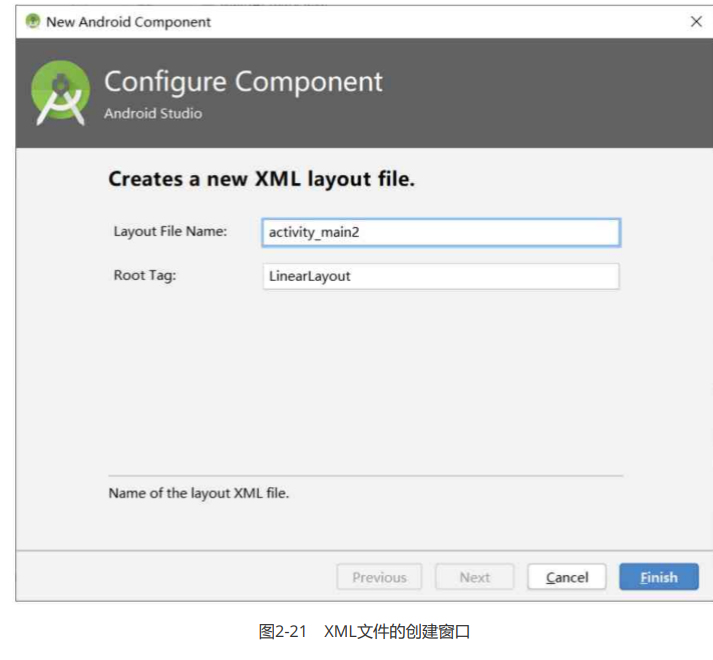 New Android Component
Configure Component
Android Studio
Creates a new XML layout file.
Layout File Name: activity_main2
Root Tag: LinearLayout
Name of the layout XML file.
Previous Next Cancel Finish
图2-21 XML文件的创建窗口